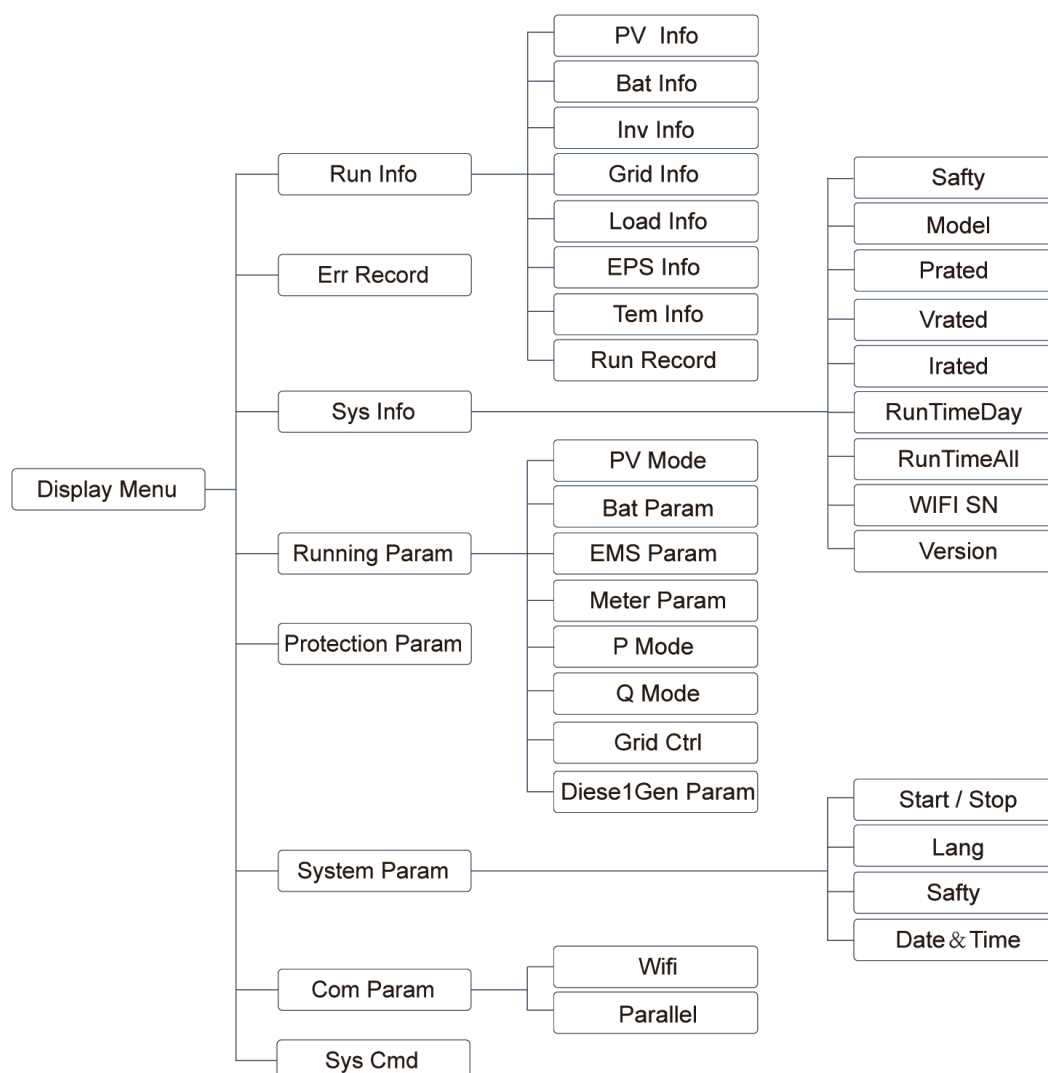 Display Menu
Run Info
PV Info
Bat Info
Inv Info
Grid Info
Load Info
EPS Info
Tem Info
Run Record
Err Record
Sys Info
Safty
Model
Prated
Vrated
Irated
RunTimeDay
RunTimeAll
WIFI SN
Version
Running Param
PV Mode
Bat Param
EMS Param
Meter Param
P Mode
Q Mode
Grid Ctrl
Diese1Gen Param
Protection Param
System Param
Start / Stop
Lang
Safty
Date & Time
Com Param
Wifi
Parallel
Sys Cmd